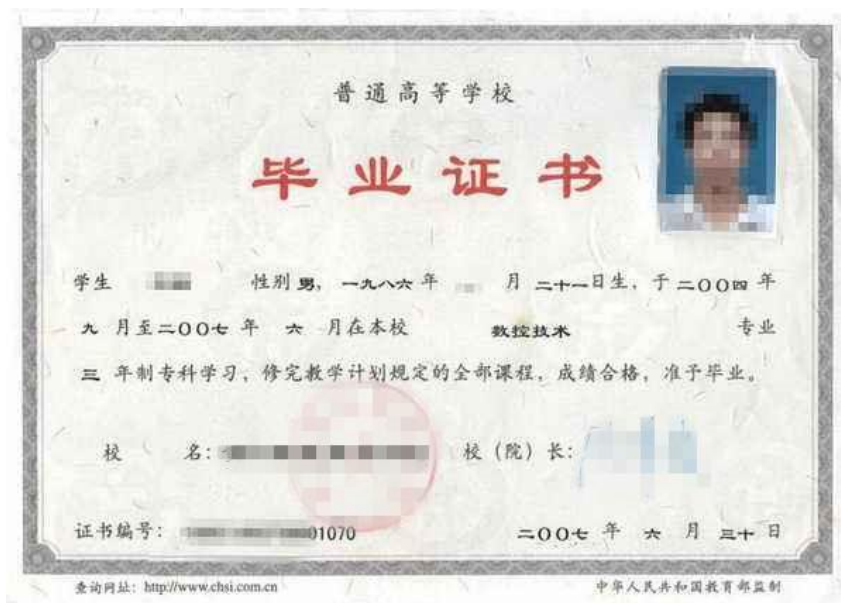 普通高等学校
毕业证书
学生 性别 男，一九八六年 月二十一日生，于二〇〇四年
九月至二〇〇七年 六 月在本校 数控技术 专业
三 年制专科学习，修完教学计划规定的全部课程，成绩合格，准予毕业。
校 名： 校（院）长：
证书编号： 01070 二〇〇七年 六 月 三十 日
查询网址：http://www.chsi.com.cn 中华人民共和国教育部监制